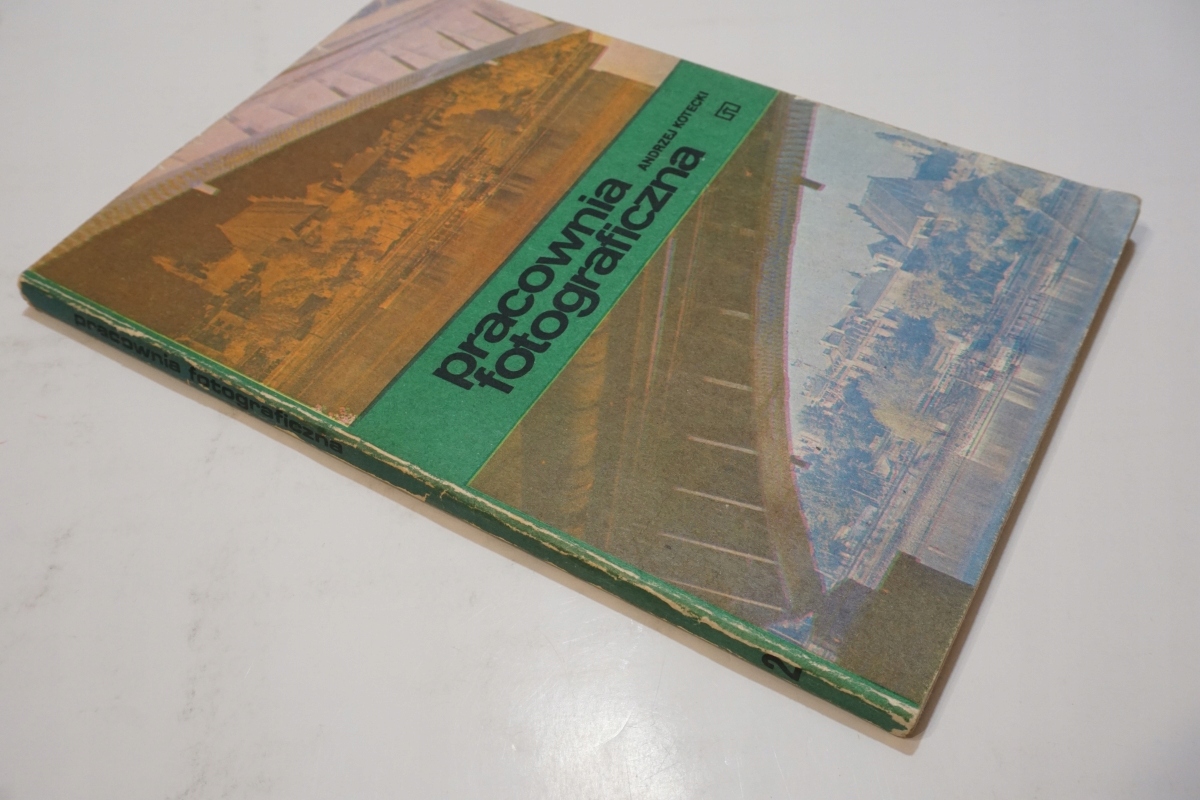 ANDRZEJ KOTECKI
pracownia
fotograficzna
pracownia fotograficzna
2